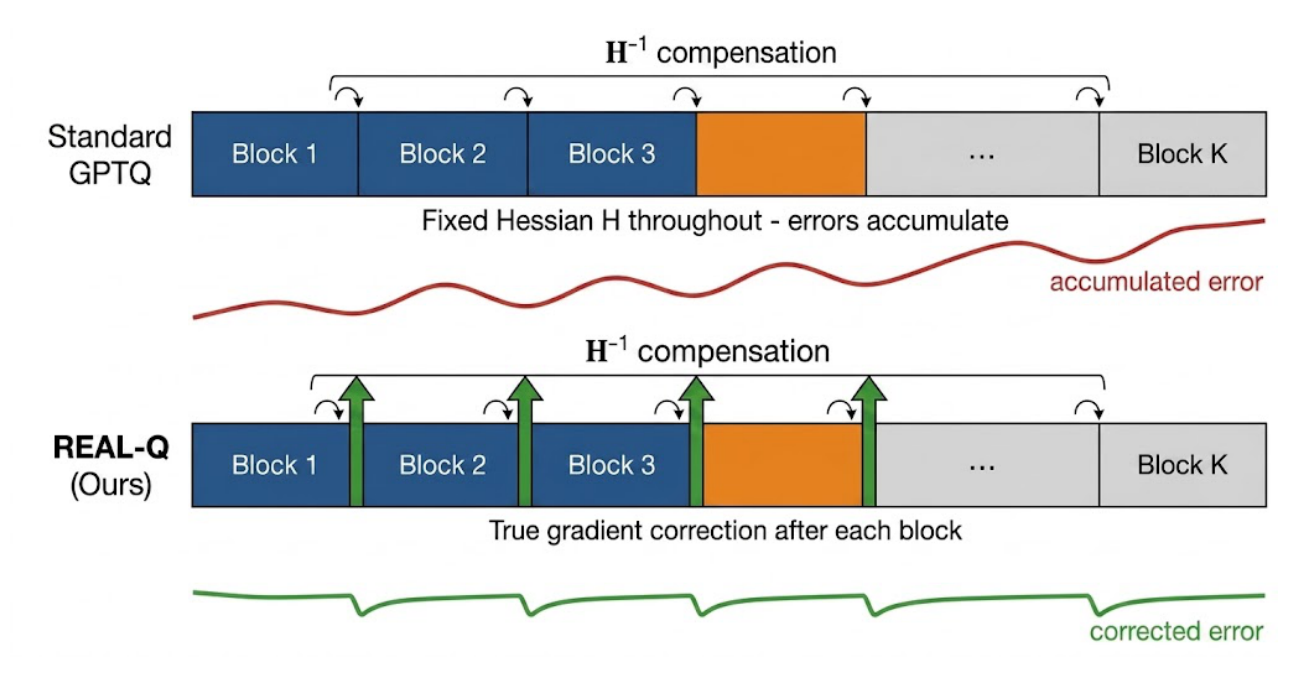 H⁻¹ compensation
Standard
GPTQ
Block 1
Block 2
Block 3
...
Block K
Fixed Hessian H throughout - errors accumulate
accumulated error
H⁻¹ compensation
REAL-Q
(Ours)
Block 1
Block 2
Block 3
...
Block K
True gradient correction after each block
corrected error